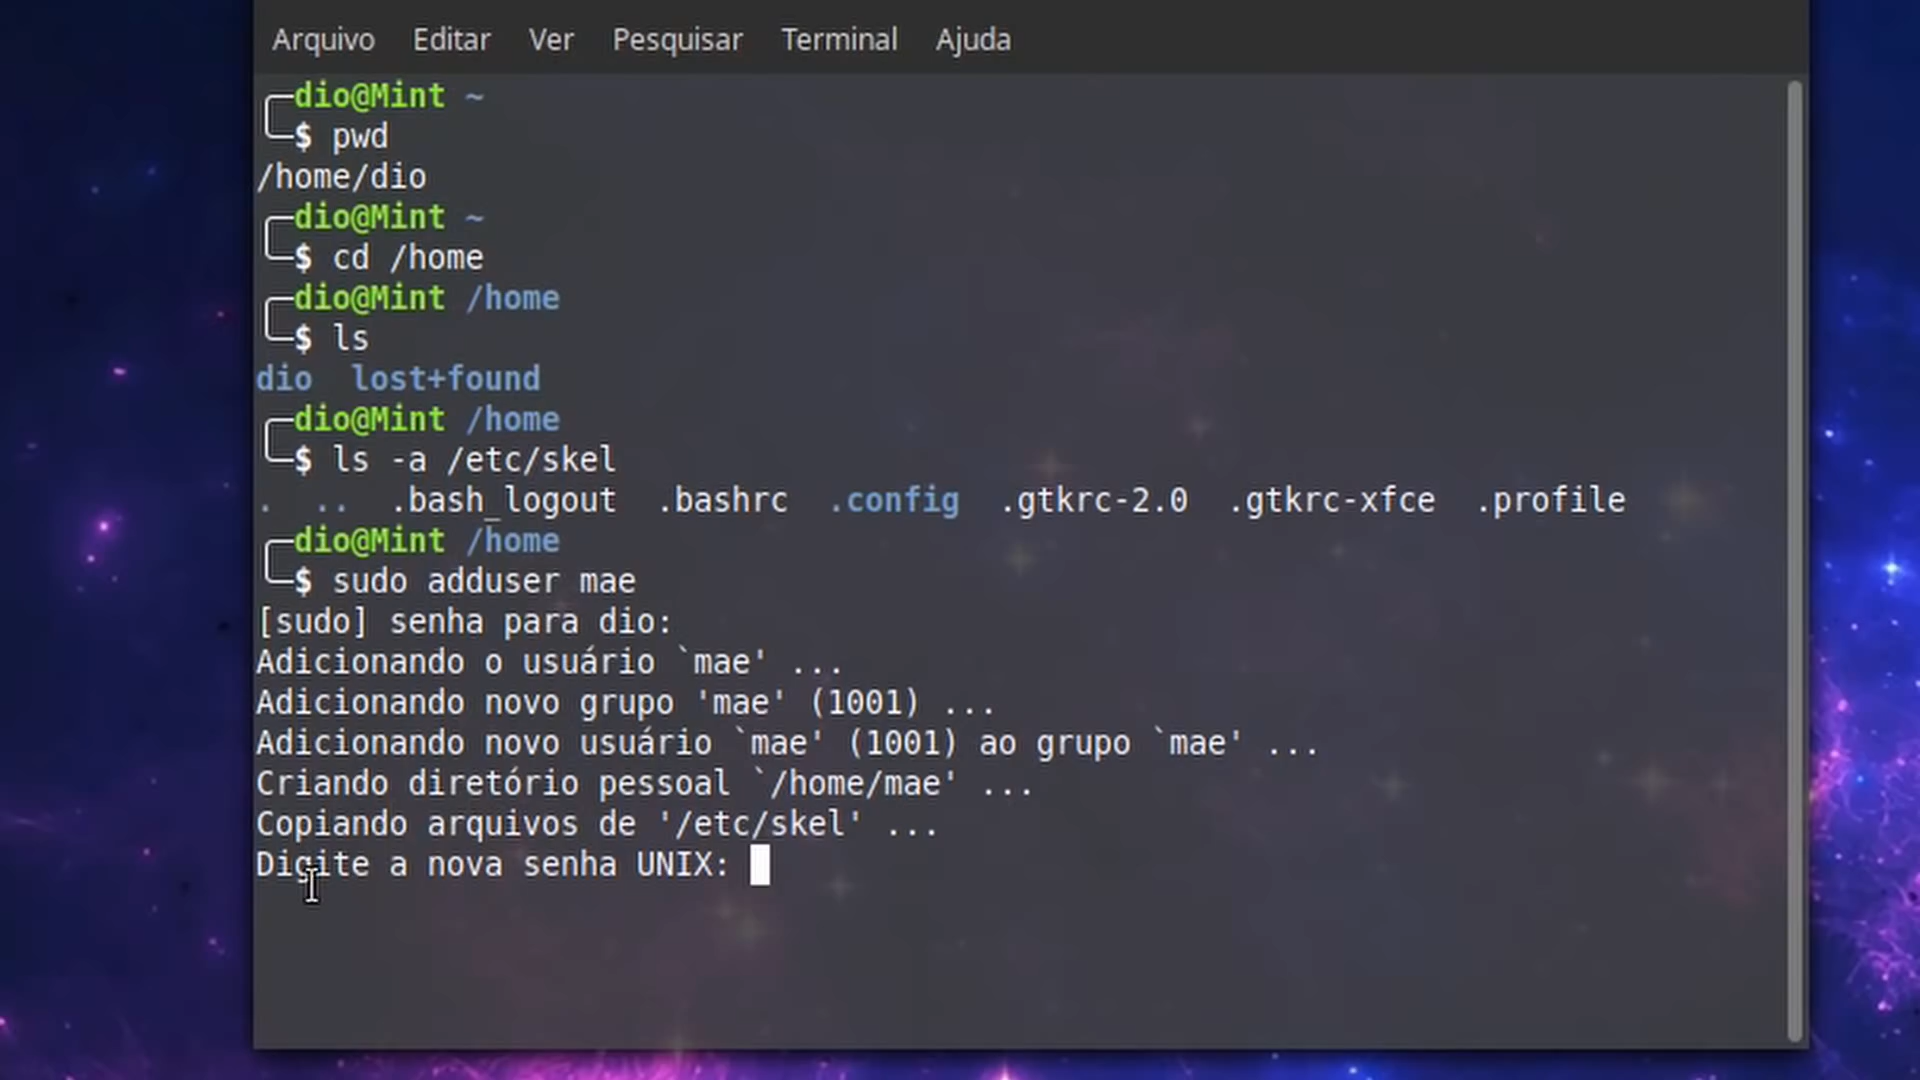 Arquivo Editar Ver Pesquisar Terminal Ajuda
dio@Mint ~
$ pwd
/home/dio
dio@Mint ~
$ cd /home
dio@Mint /home
$ ls
dio lost+found
dio@Mint /home
$ ls -a /etc/skel
. .. .bash_logout .bashrc .config .gtkrc-2.0 .gtkrc-xfce .profile
dio@Mint /home
$ sudo adduser mae
[sudo] senha para dio:
Adicionando o usuário `mae' ...
Adicionando novo grupo 'mae' (1001) ...
Adicionando novo usuário `mae' (1001) ao grupo `mae' ...
Criando diretório pessoal `/home/mae' ...
Copiando arquivos de '/etc/skel' ...
Digite a nova senha UNIX: